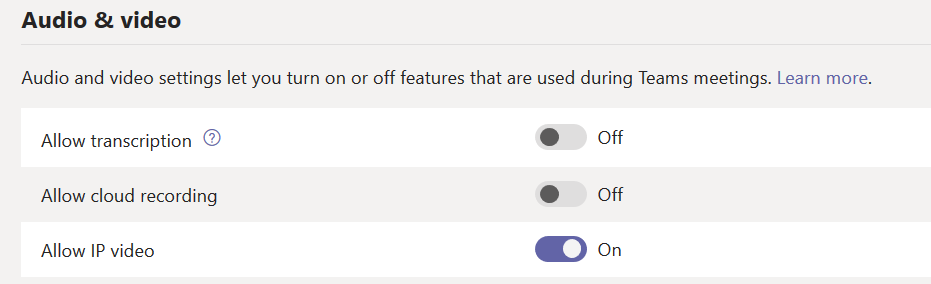 Audio & video
Audio and video settings let you turn on or off features that are used during Teams meetings. Learn more.
Allow transcription ? Off
Allow cloud recording Off
Allow IP video On